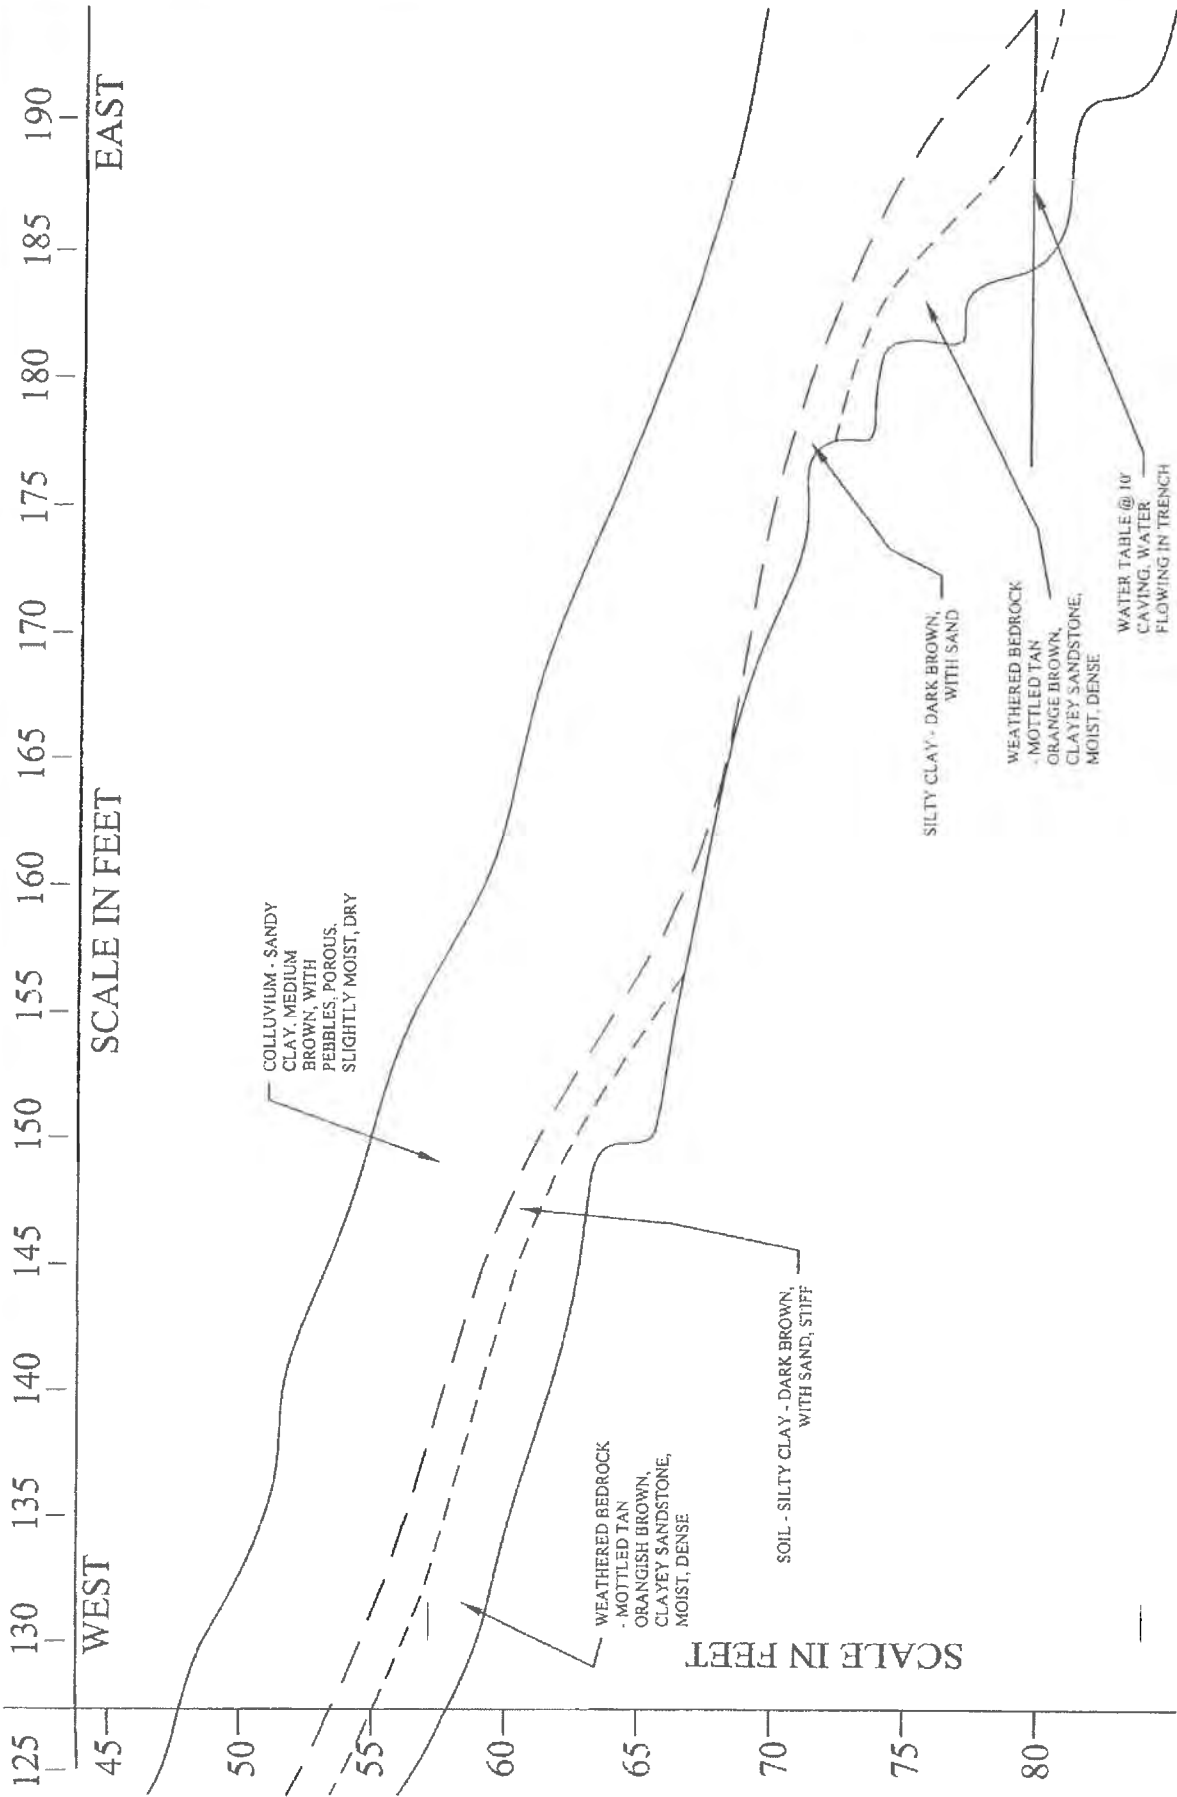 125 130 135 140 145 150 155 160 165 170 175 180 185 190
WEST
SCALE IN FEET
EAST
45
50
55
60
65
70
75
80
SCALE IN FEET
COLLUVIUM - SANDY
CLAY, MEDIUM
BROWN, WITH
PEBBLES, POROUS,
SLIGHTLY MOIST, DRY
WEATHERED BEDROCK
- MOTTLED TAN
ORANGISH BROWN,
CLAYEY SANDSTONE,
MOIST, DENSE
SOIL - SILTY CLAY - DARK BROWN,
WITH SAND, STIFF
SILTY CLAY - DARK BROWN,
WITH SAND
WEATHERED BEDROCK
- MOTTLED TAN
ORANGE BROWN,
CLAYEY SANDSTONE,
MOIST, DENSE
WATER TABLE @ 10'
CAVING, WATER
FLOWING IN TRENCH